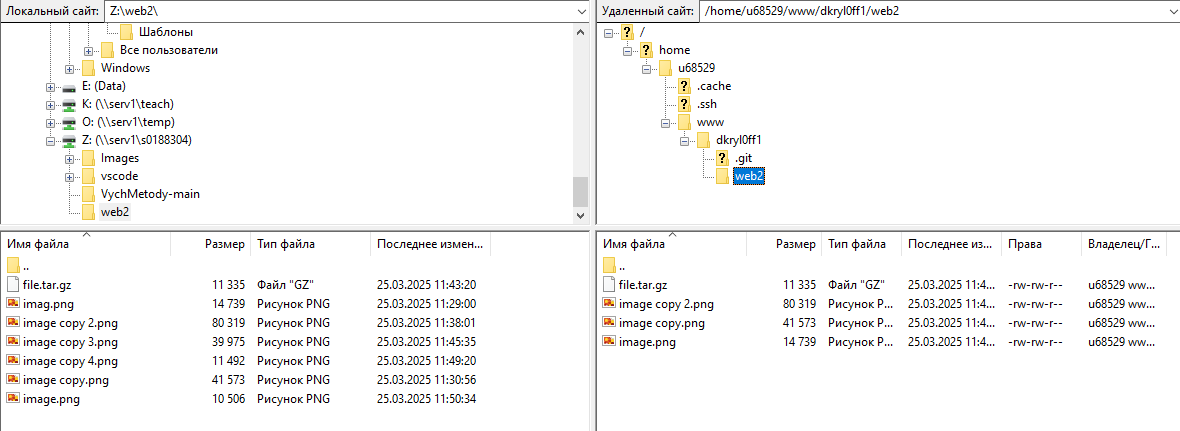 Локальный сайт: Z:\web2\
Шаблоны
Все пользователи
Windows
E: (Data)
K: (\\serv1\teach)
O: (\\serv1\temp)
Z: (\\serv1\s0188304)
Images
vscode
VychMetody-main
web2
Удаленный сайт: /home/u68529/www/dkryl0ff1/web2
/
home
u68529
.cache
.ssh
www
dkryl0ff1
.git
web2
Имя файла Размер Тип файла Последнее измен...
..
file.tar.gz 11 335 Файл "GZ" 25.03.2025 11:43:20
imag.png 14 739 Рисунок PNG 25.03.2025 11:29:00
image copy 2.png 80 319 Рисунок PNG 25.03.2025 11:38:01
image copy 3.png 39 975 Рисунок PNG 25.03.2025 11:45:35
image copy 4.png 11 492 Рисунок PNG 25.03.2025 11:49:20
image copy.png 41 573 Рисунок PNG 25.03.2025 11:30:56
image.png 10 506 Рисунок PNG 25.03.2025 11:50:34
Имя файла Размер Тип файла Последнее из... Права Владелец/Г...
..
file.tar.gz 11 335 Файл "GZ" 25.03.2025 11:4... -rw-rw-r-- u68529 ww...
image copy 2.png 80 319 Рисунок P... 25.03.2025 11:4... -rw-rw-r-- u68529 ww...
image copy.png 41 573 Рисунок P... 25.03.2025 11:4... -rw-rw-r-- u68529 ww...
image.png 14 739 Рисунок P... 25.03.2025 11:4... -rw-rw-r-- u68529 ww...